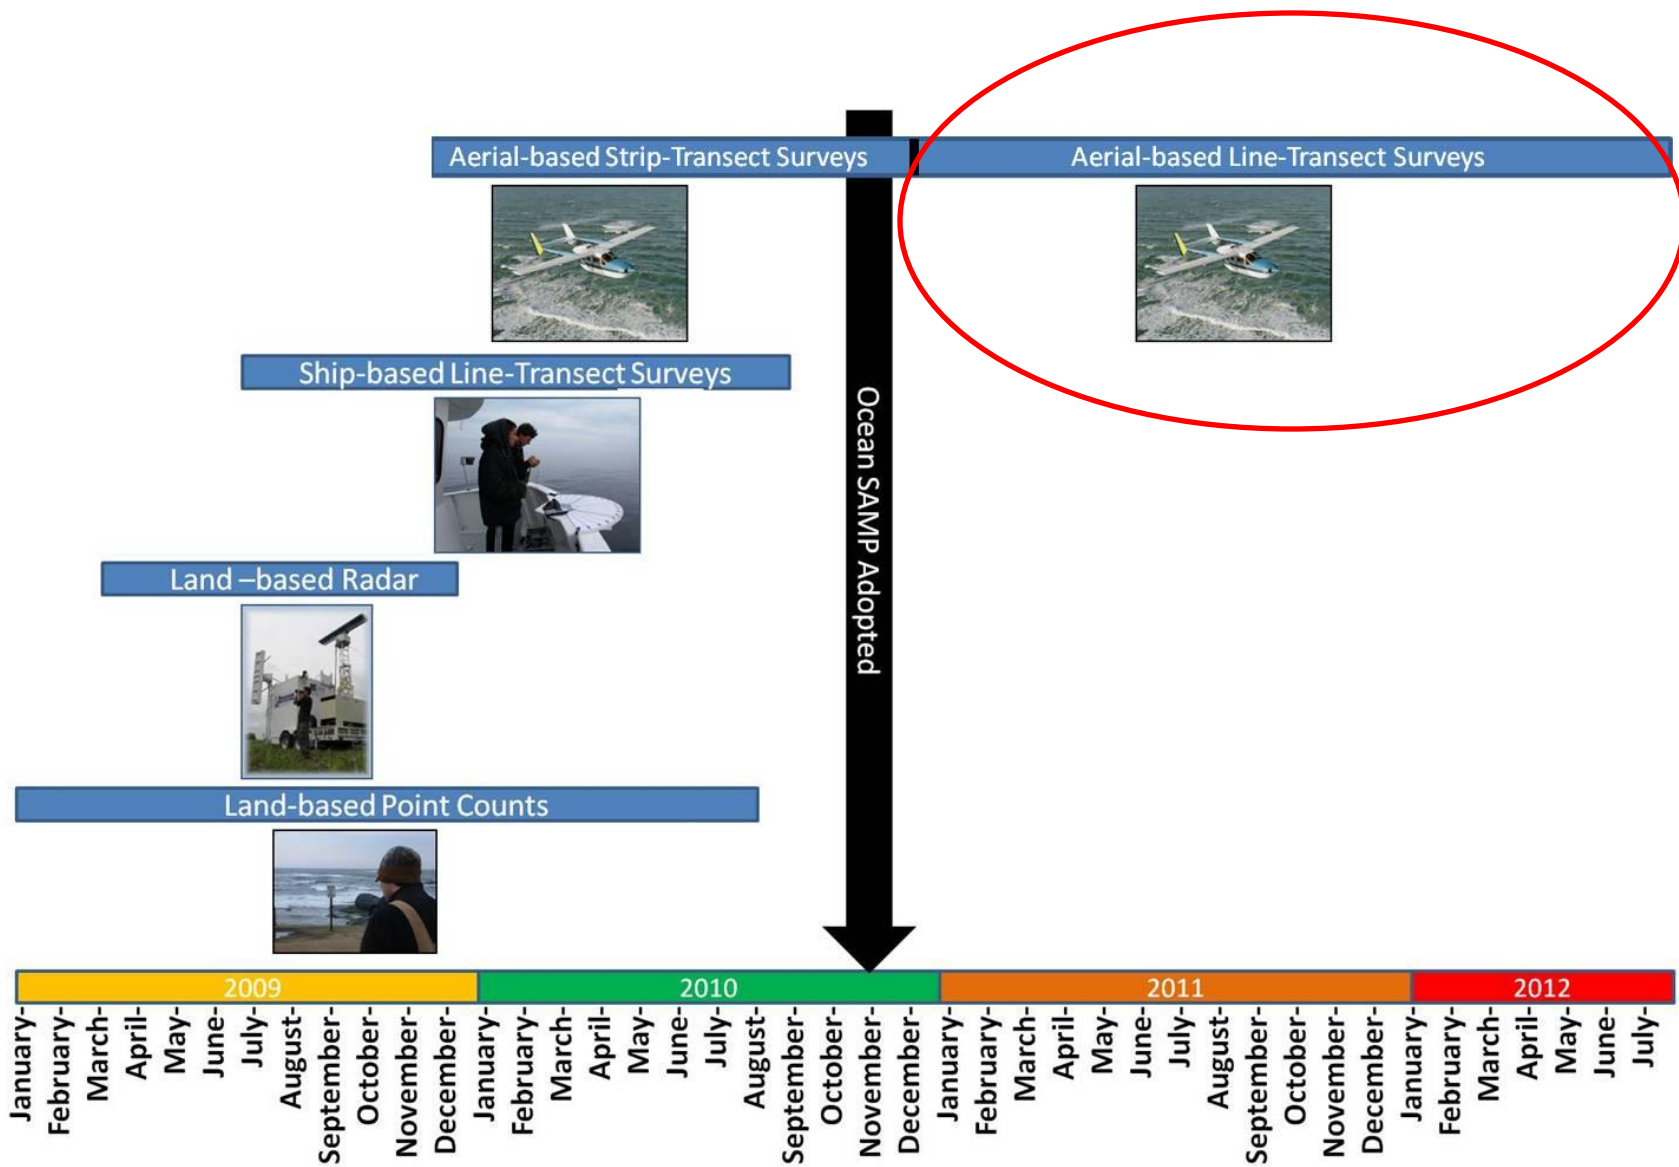 Aerial-based Strip-Transect Surveys
Aerial-based Line-Transect Surveys
Ship-based Line-Transect Surveys
Ocean SAMP Adopted
Land –based Radar
Land-based Point Counts
2009
2010
2011
2012
January-
February-
March-
April-
May-
June-
July-
August-
September-
October-
November-
December-
January-
February-
March-
April-
May-
June-
July-
August-
September-
October-
November-
December-
January-
February-
March-
April-
May-
June-
July-
August-
September-
October-
November-
December-
January-
February-
March-
April-
May-
June-
July-